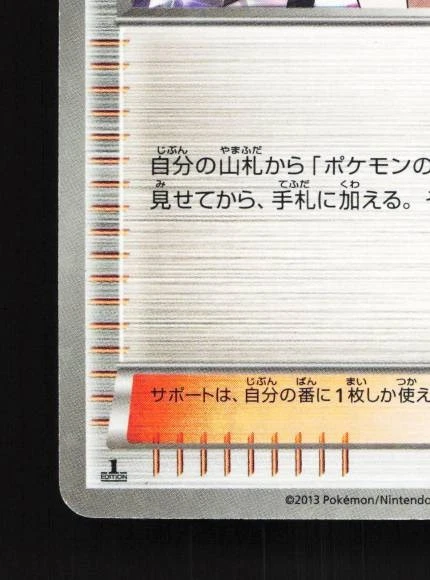 自分の山札から「ポケモンの
見せてから、手札に加える。そ
サポートは、自分の番に1枚しか使え
1
EDITION
©2013 Pokémon/Nintendo